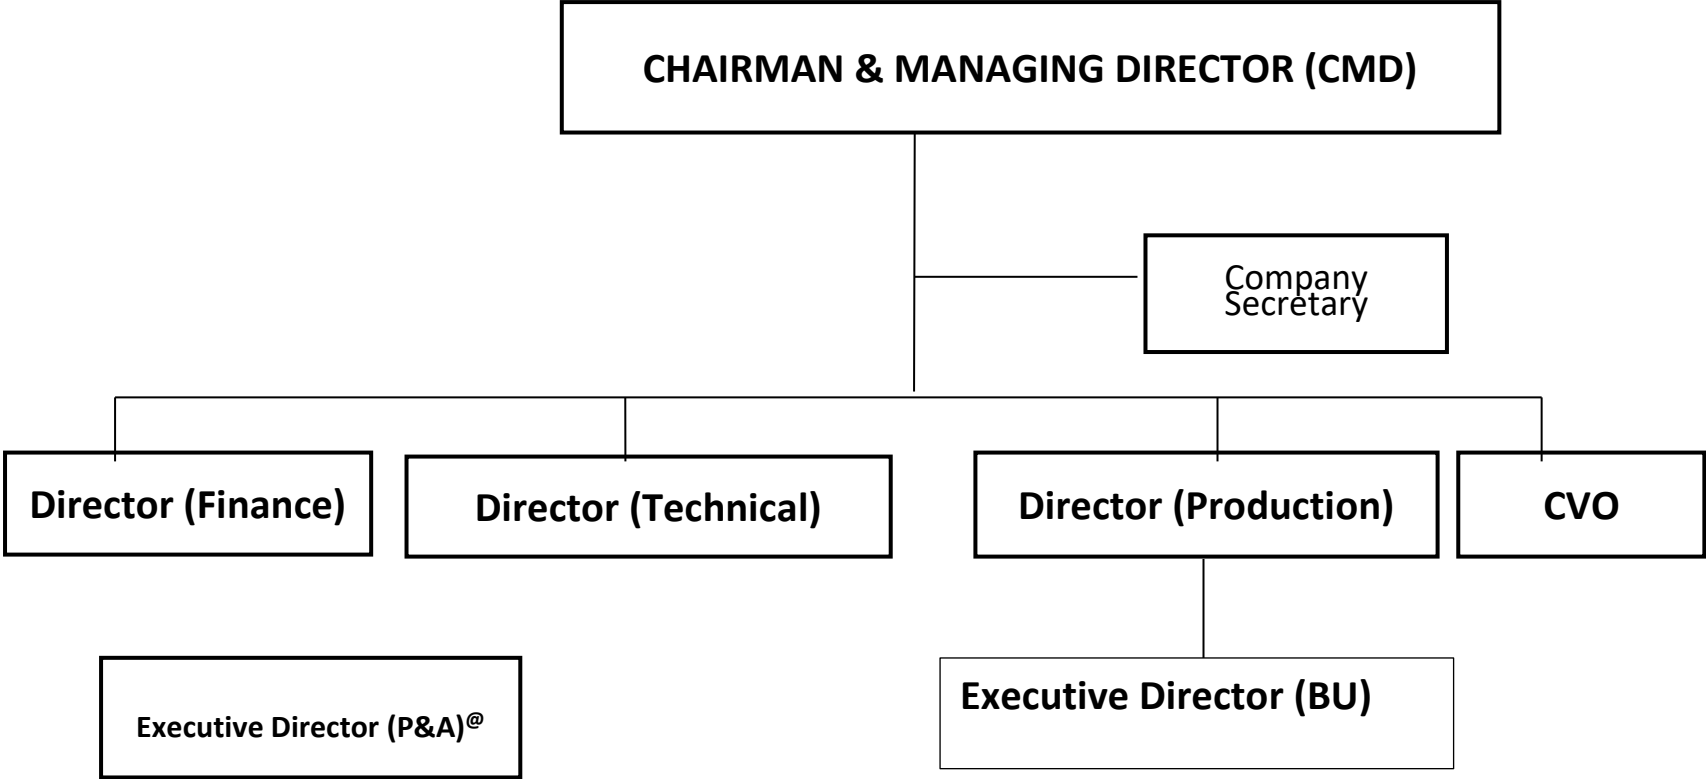 CHAIRMAN & MANAGING DIRECTOR (CMD)
Company
Secretary
Director (Finance)
Director (Technical)
Director (Production)
CVO
Executive Director (P&A)@
Executive Director (BU)